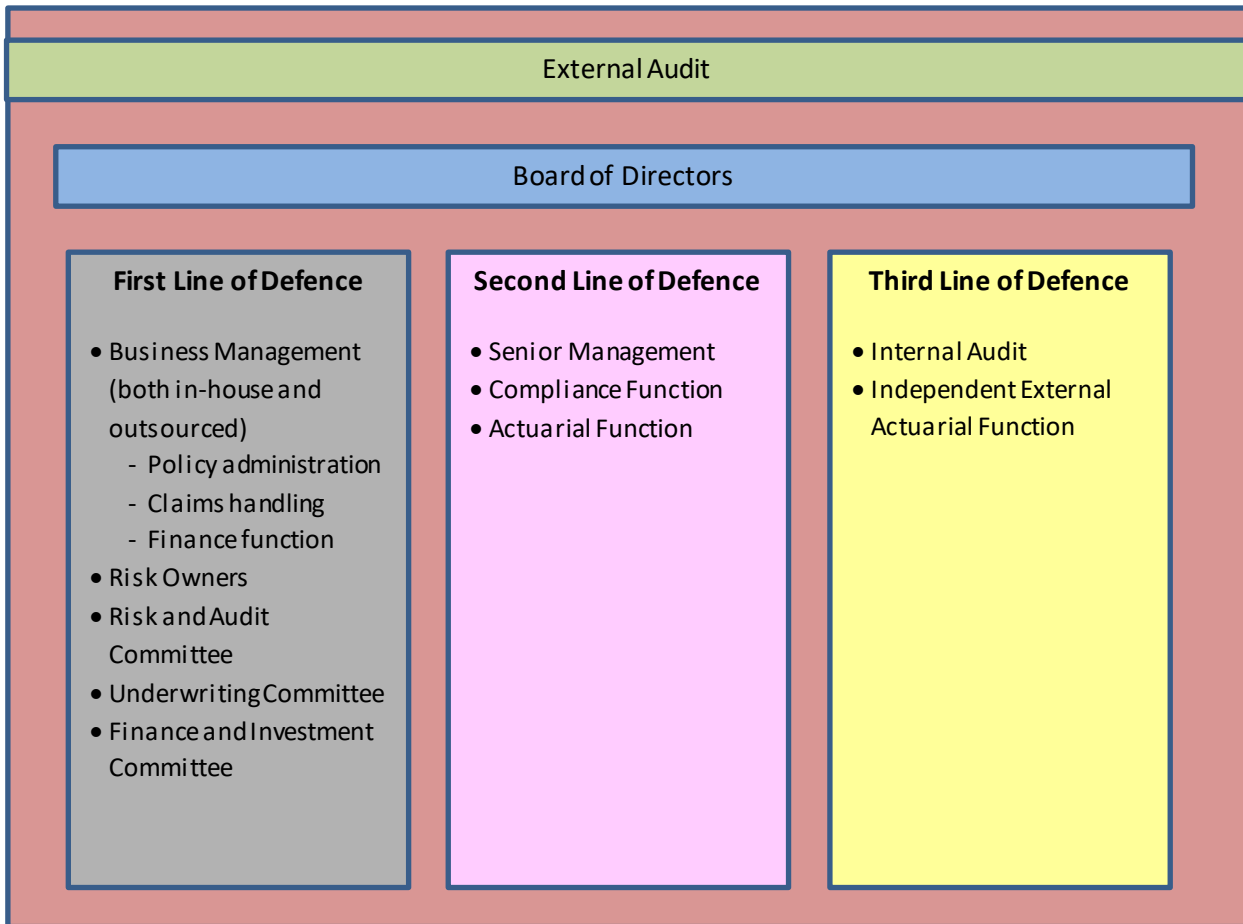 External Audit
Board of Directors
First Line of Defence
• Business Management
(both in-house and
outsourced)
- Policy administration
- Claims handling
- Finance function
• Risk Owners
• Risk and Audit
Committee
• Underwriting Committee
• Finance and Investment
Committee
Second Line of Defence
• Senior Management
• Compliance Function
• Actuarial Function
Third Line of Defence
• Internal Audit
• Independent External
Actuarial Function